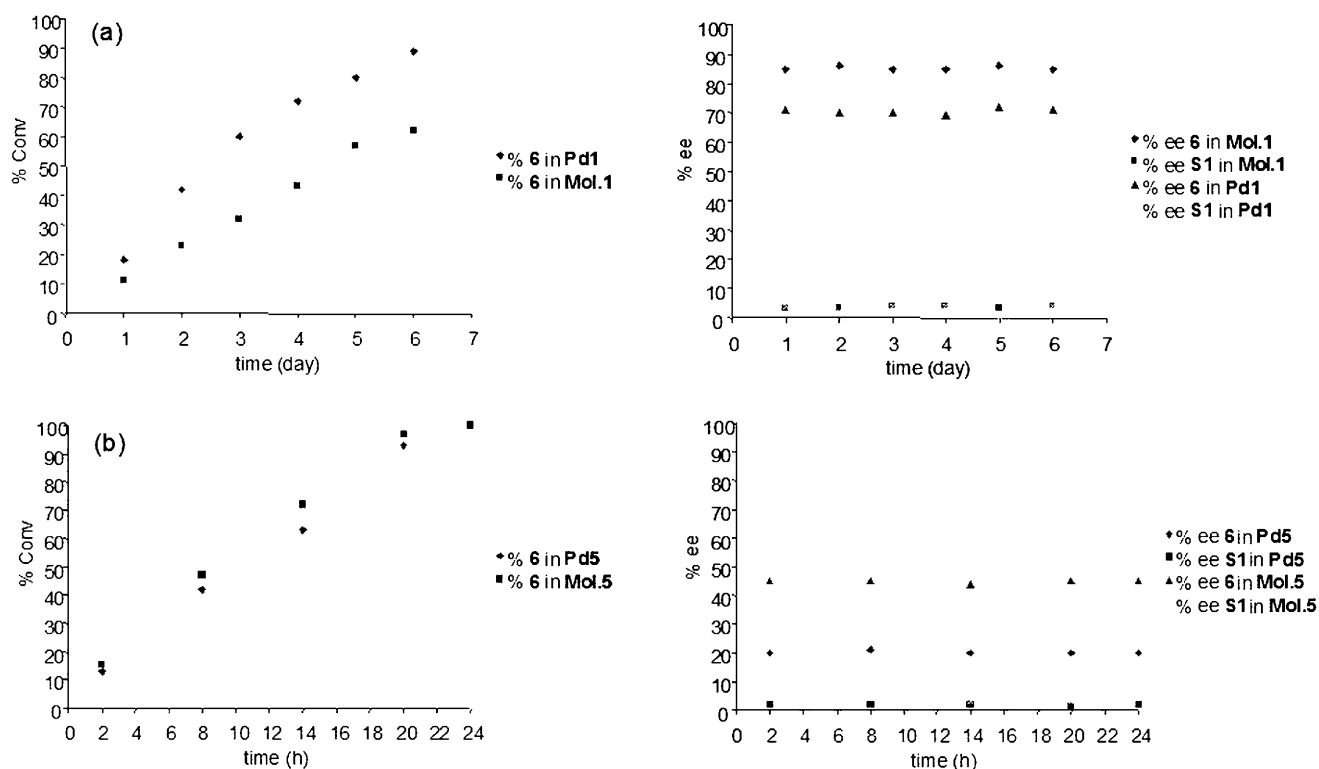 (a)
100
90
80
70
60
50
40
30
20
10
0
% Conv
0 1 2 3 4 5 6 7
time (day)
% 6 in Pd1
% 6 in Mol.1
100
90
80
70
60
50
40
30
20
10
0
% ee
0 1 2 3 4 5 6 7
time (day)
% ee 6 in Mol.1
% ee S1 in Mol.1
% ee 6 in Pd1
% ee S1 in Pd1
(b)
100
90
80
70
60
50
40
30
20
10
0
% Conv
0 2 4 6 8 10 12 14 16 18 20 22 24
time (h)
% 6 in Pd5
% 6 in Mol.5
100
90
80
70
60
50
40
30
20
10
0
% ee
0 2 4 6 8 10 12 14 16 18 20 22 24
time (h)
% ee 6 in Pd5
% ee S1 in Pd5
% ee 6 in Mol.5
% ee S1 in Mol.5